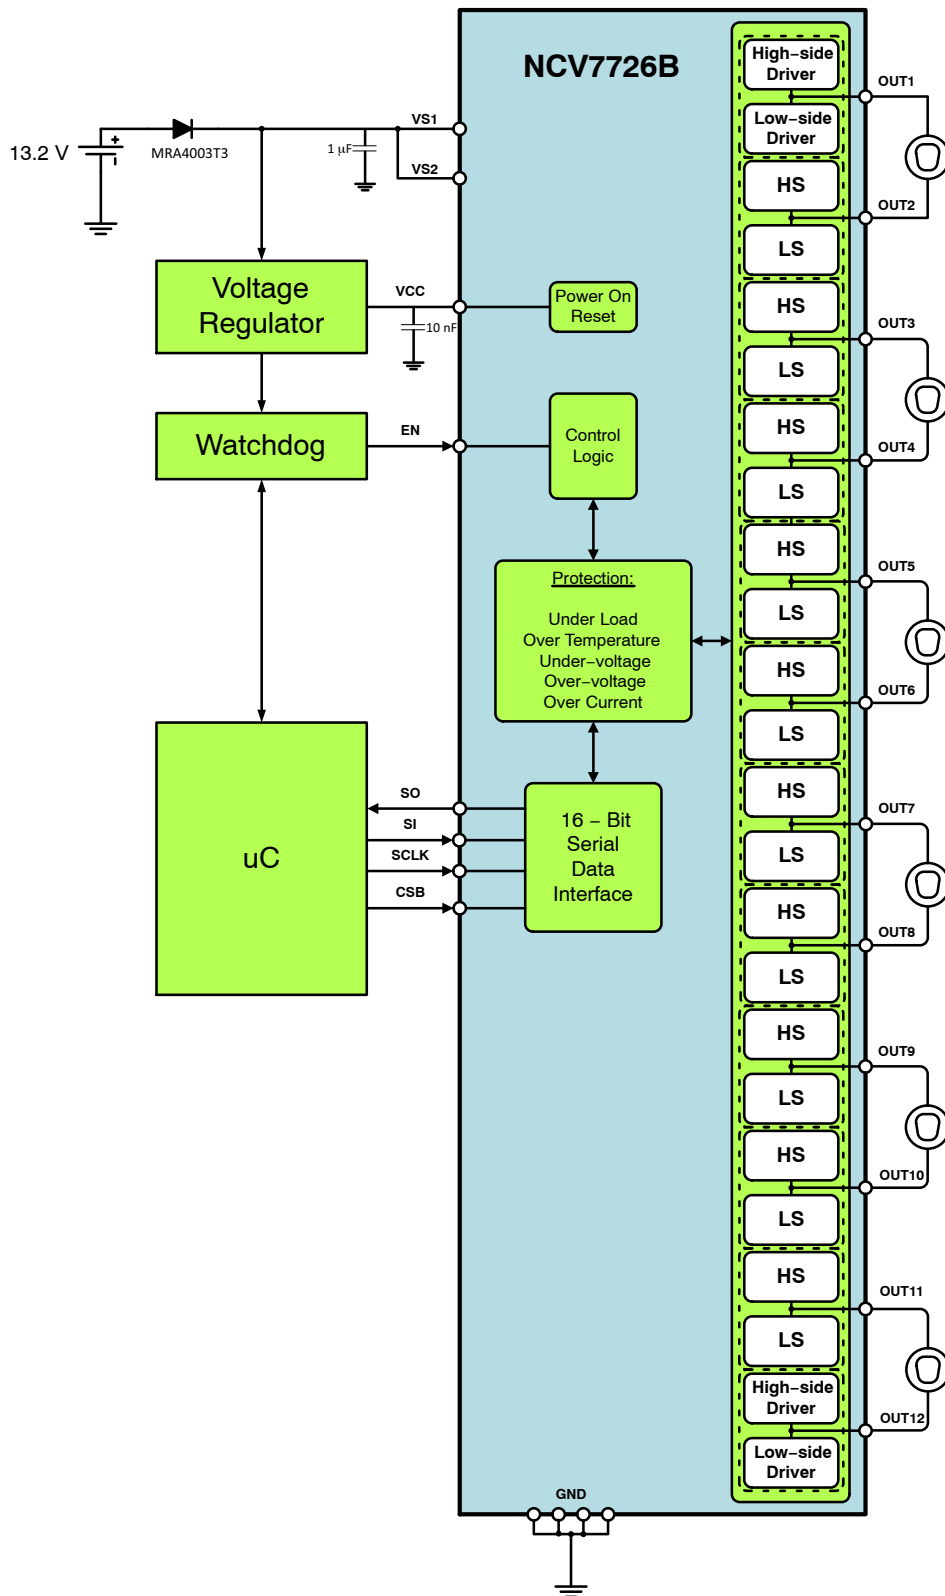 NCV7726B
High−side
Driver
OUT1
VS1
Low−side
Driver
13.2 V
MRA4003T3
1 µF
VS2
HS
OUT2
LS
Voltage
Regulator
VCC
10 nF
Power On
Reset
HS
OUT3
LS
Watchdog
EN
Control
Logic
HS
OUT4
LS
HS
OUT5
Protection:
Under Load
Over Temperature
Under−voltage
Over−voltage
Over Current
LS
HS
OUT6
LS
uC
SO
SI
SCLK
CSB
16 − Bit
Serial
Data
Interface
HS
OUT7
LS
HS
OUT8
LS
HS
OUT9
LS
HS
OUT10
LS
HS
OUT11
LS
High−side
Driver
OUT12
Low−side
Driver
GND